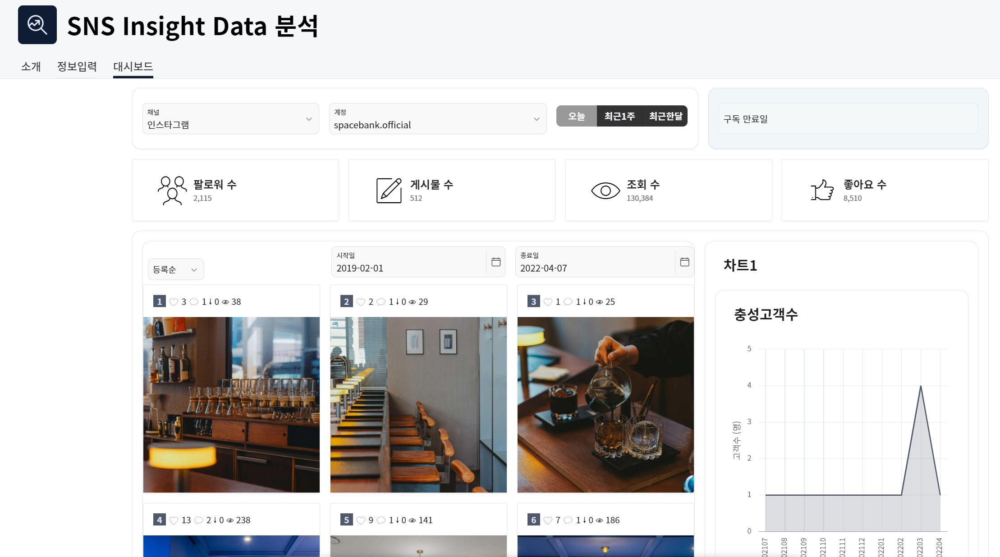 SNS Insight Data 분석
소개 정보입력 대시보드
채널
인스타그램
계정
spacebank.official
오늘 최근1주 최근한달
구독 만료일
팔로워 수
2,115
게시물 수
512
조회 수
130,384
좋아요 수
8,510
등록순
시작일
2019-02-01
종료일
2022-04-07
1 3 1 0 38
2 2 1 0 29
3 1 1 0 25
4 13 2 0 238
5 9 1 0 141
6 7 1 0 186
차트1
충성고객수
고객수 (명)
5
4
3
2
1
0
02107
02108
02109
02110
02111
02112
02201
02202
02203
02204